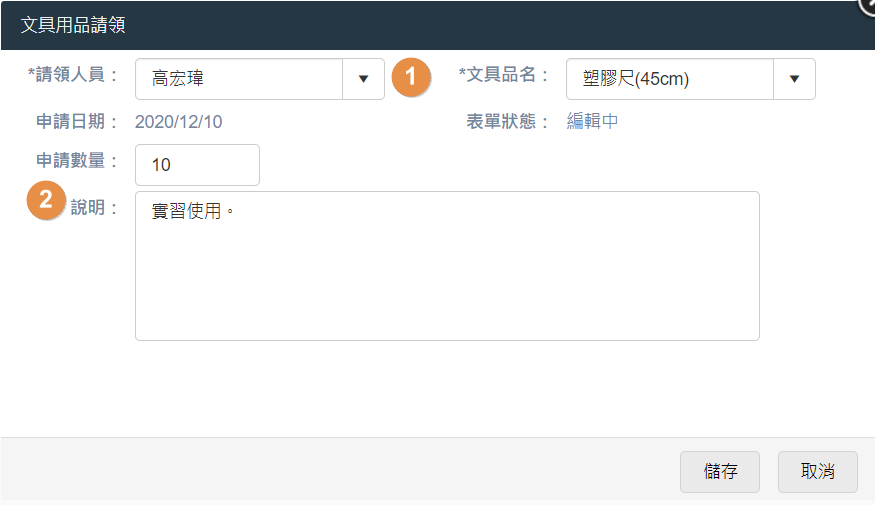 文具用品請領
*請領人員： 高宏瑋 1 *文具品名： 塑膠尺(45cm)
申請日期： 2020/12/10 表單狀態： 編輯中
申請數量： 10
2 說明： 實習使用。
儲存 取消